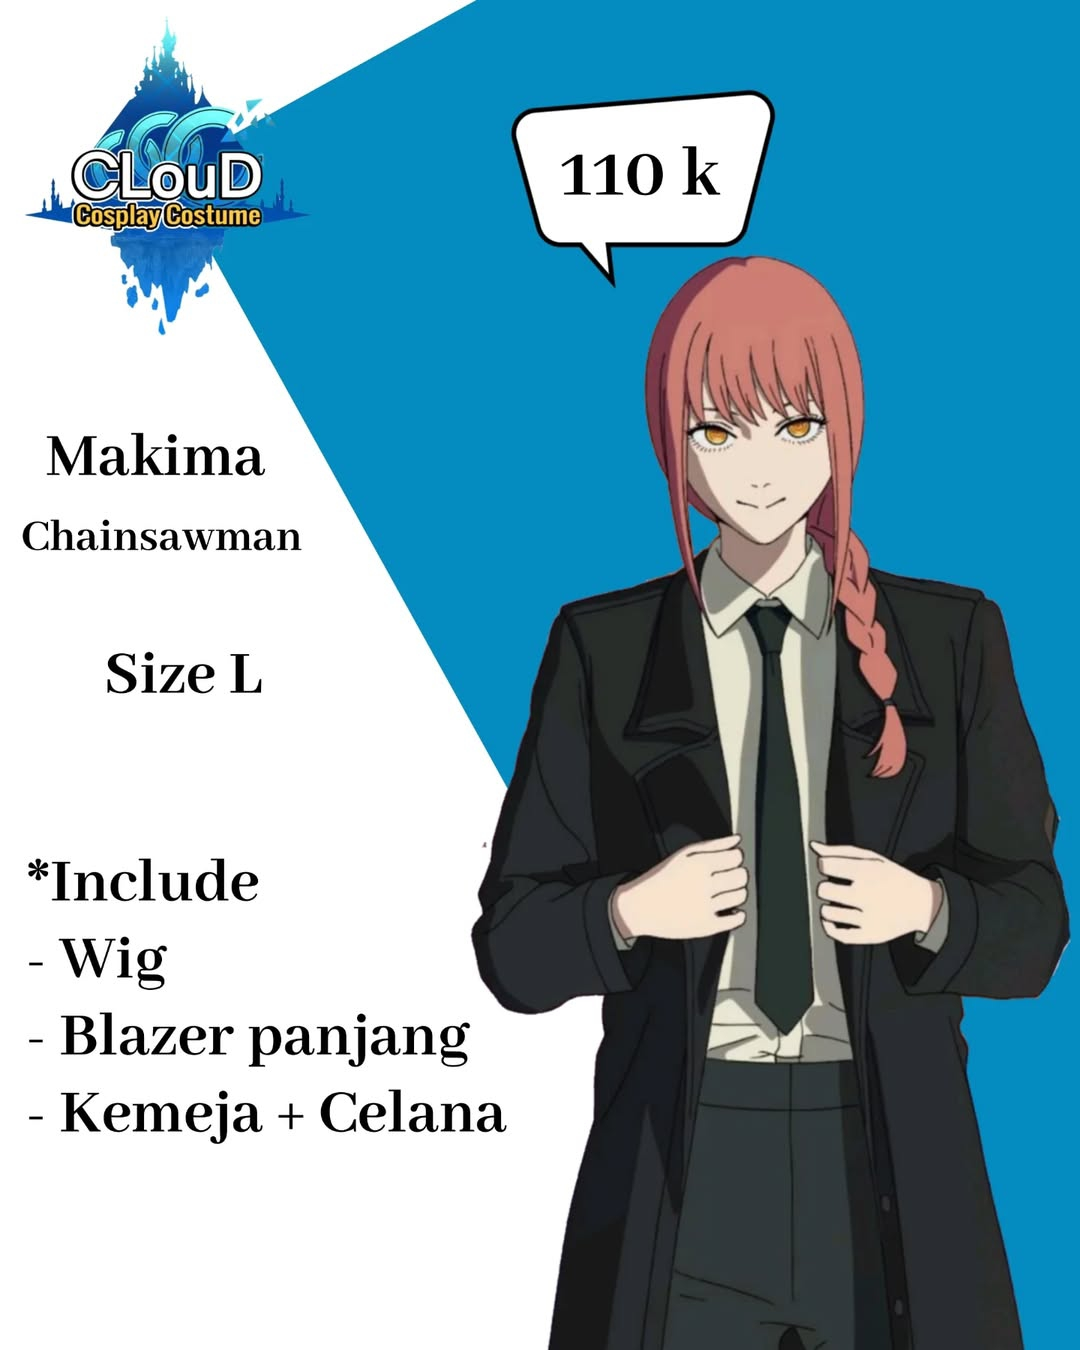 CLouD
Cosplay Costume
110 k
Makima
Chainsawman
Size L
*Include
- Wig
- Blazer panjang
- Kemeja + Celana